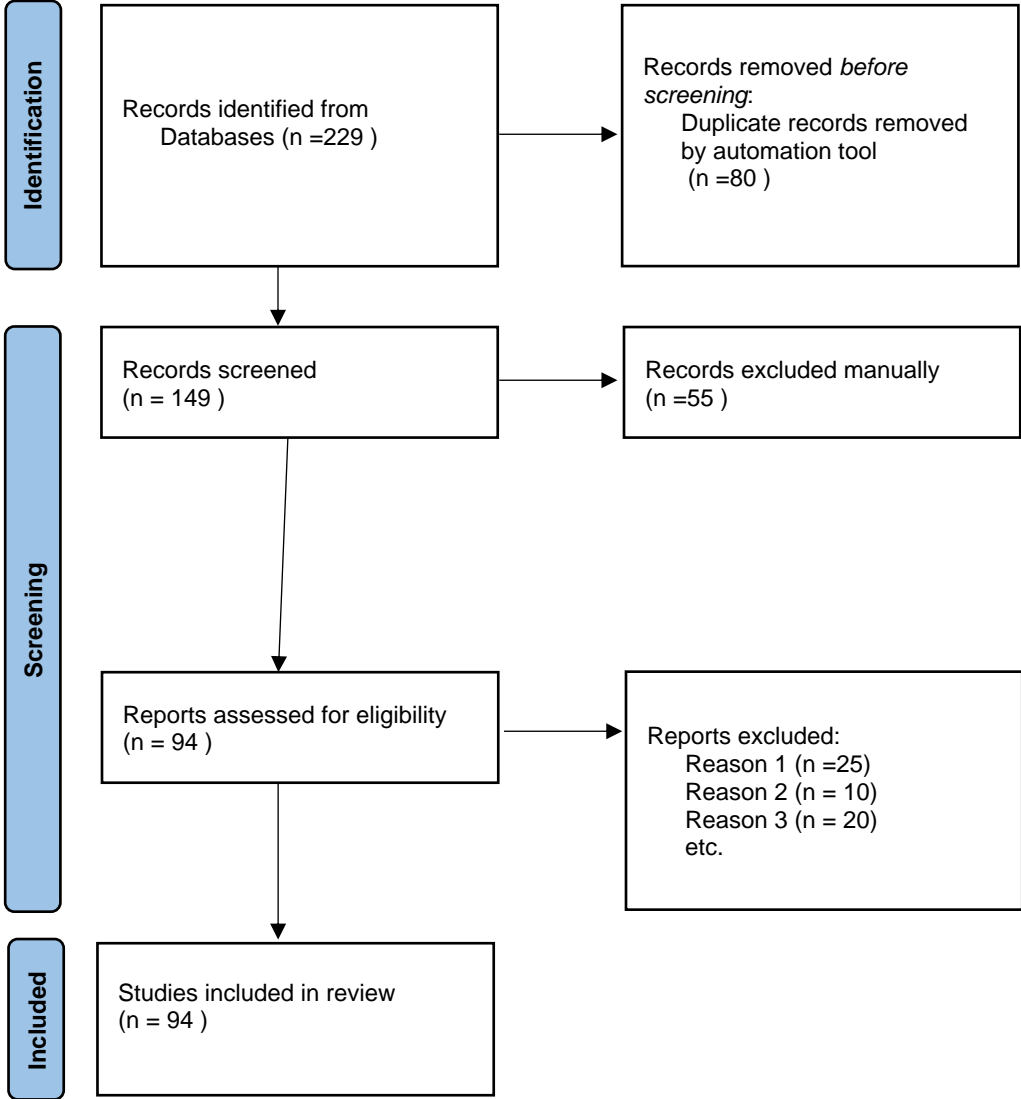 Identification
Records identified from
Databases (n =229 )
Records removed before
screening:
Duplicate records removed
by automation tool
(n =80 )
Screening
Records screened
(n = 149 )
Records excluded manually
(n =55 )
Reports assessed for eligibility
(n = 94 )
Reports excluded:
Reason 1 (n =25)
Reason 2 (n = 10)
Reason 3 (n = 20)
etc.
Included
Studies included in review
(n = 94 )